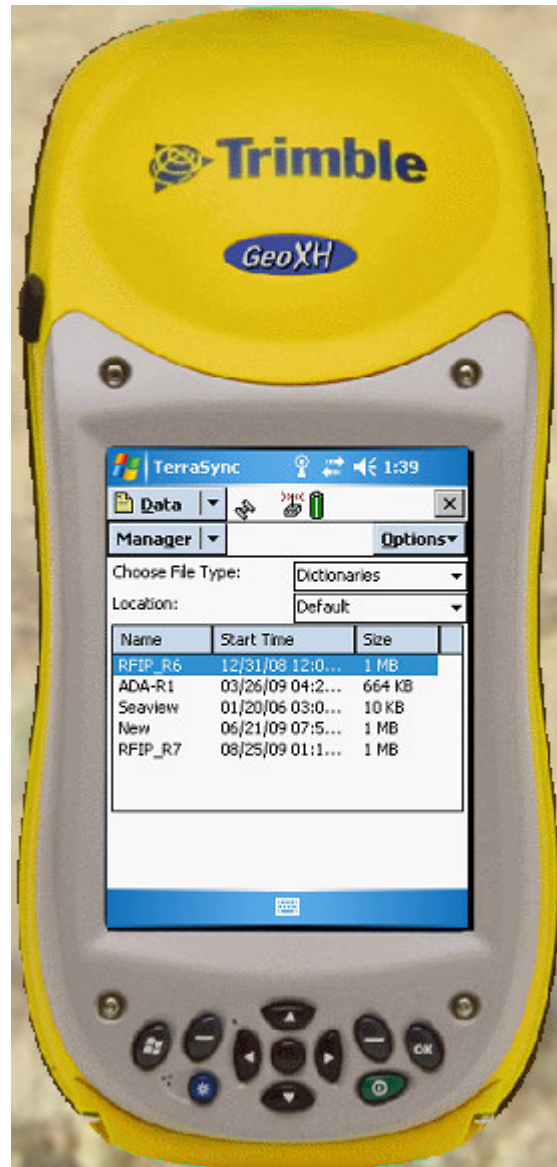 Trimble
GeoXH
TerraSync 1:39
Data
Manager Options
Choose File Type: Dictionaries
Location: Default
Name Start Time Size
RFIP_R6 12/31/08 12:0... 1 MB
ADA-R1 03/26/09 04:2... 664 KB
Seaview 01/20/06 03:0... 10 KB
New 06/21/09 07:5... 1 MB
RFIP_R7 08/25/09 01:1... 1 MB
OK